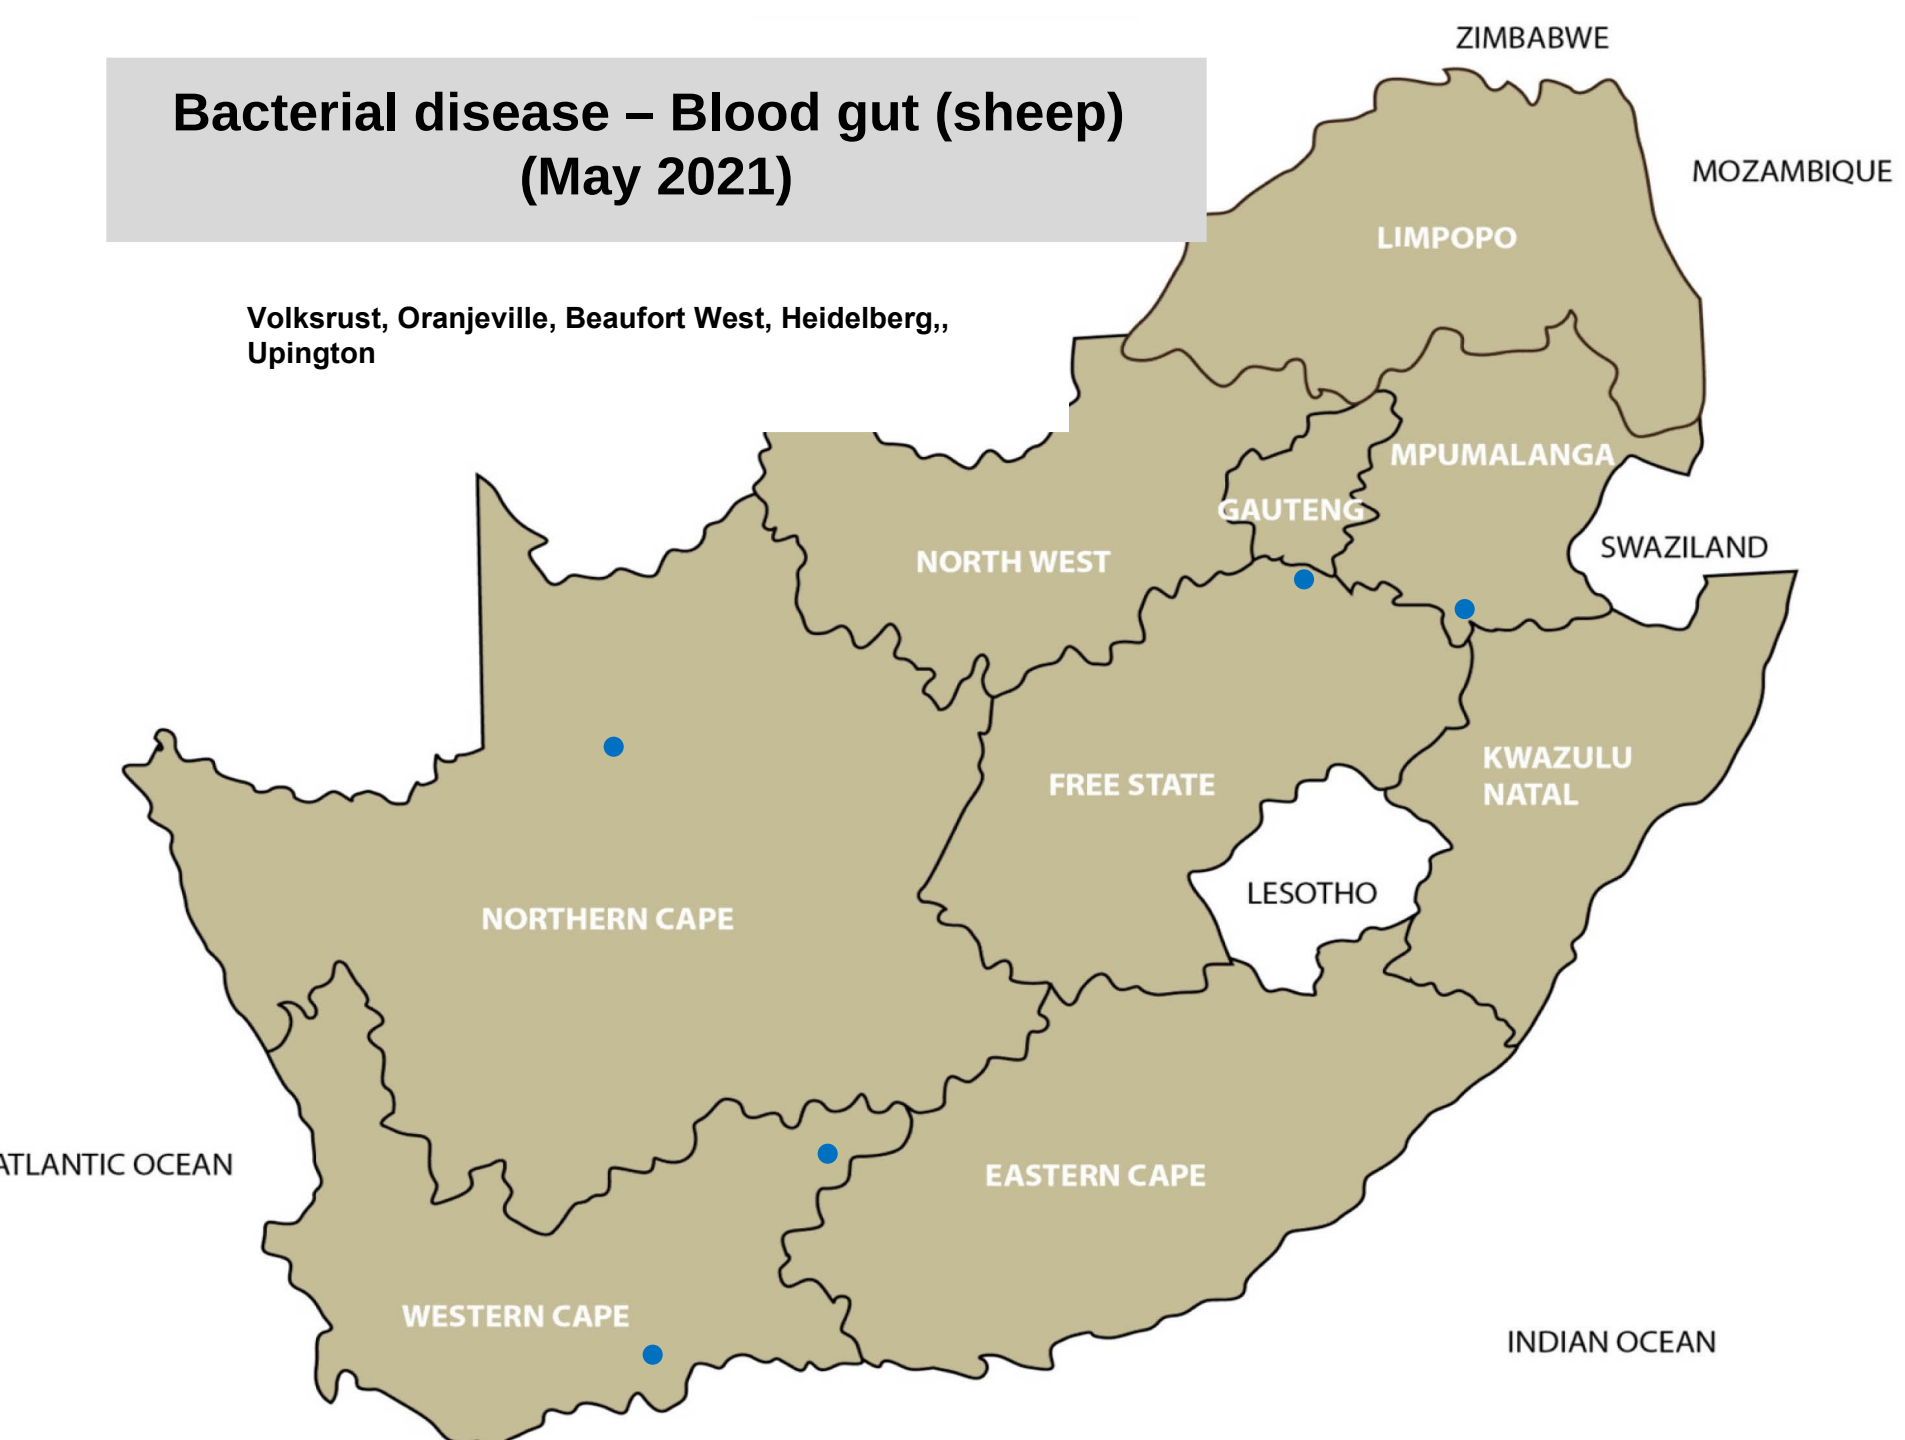 Bacterial disease – Blood gut (sheep)
(May 2021)
Volksrust, Oranjeville, Beaufort West, Heidelberg,,
Upington
ZIMBABWE
MOZAMBIQUE
LIMPOPO
MPUMALANGA
GAUTENG
NORTH WEST
SWAZILAND
KWAZULU
NATAL
FREE STATE
LESOTHO
NORTHERN CAPE
ATLANTIC OCEAN
EASTERN CAPE
WESTERN CAPE
INDIAN OCEAN